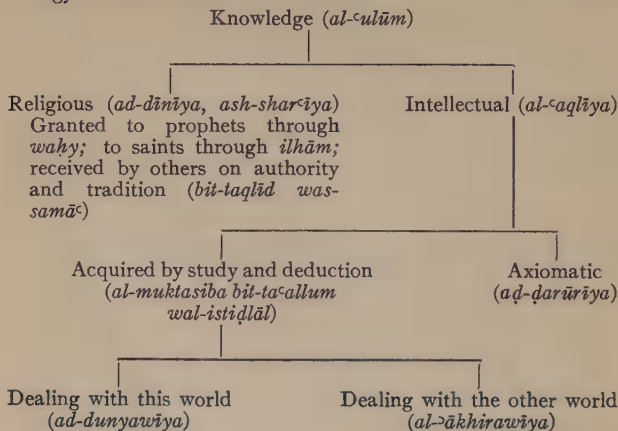 Knowledge (al-ʿulūm)
Religious (ad-dīnīya, ash-sharʿīya)
Granted to prophets through
waḥy; to saints through ilhām;
received by others on authority
and tradition (bit-taqlīd was-
samāʿ)
Intellectual (al-ʿaqlīya)
Acquired by study and deduction
(al-muktasiba bit-taʿallum
wal-istiḍlāl)
Axiomatic
(aḍ-ḍarūrīya)
Dealing with this world
(ad-dunyawīya)
Dealing with the other world
(al-ʾākhirawīya)